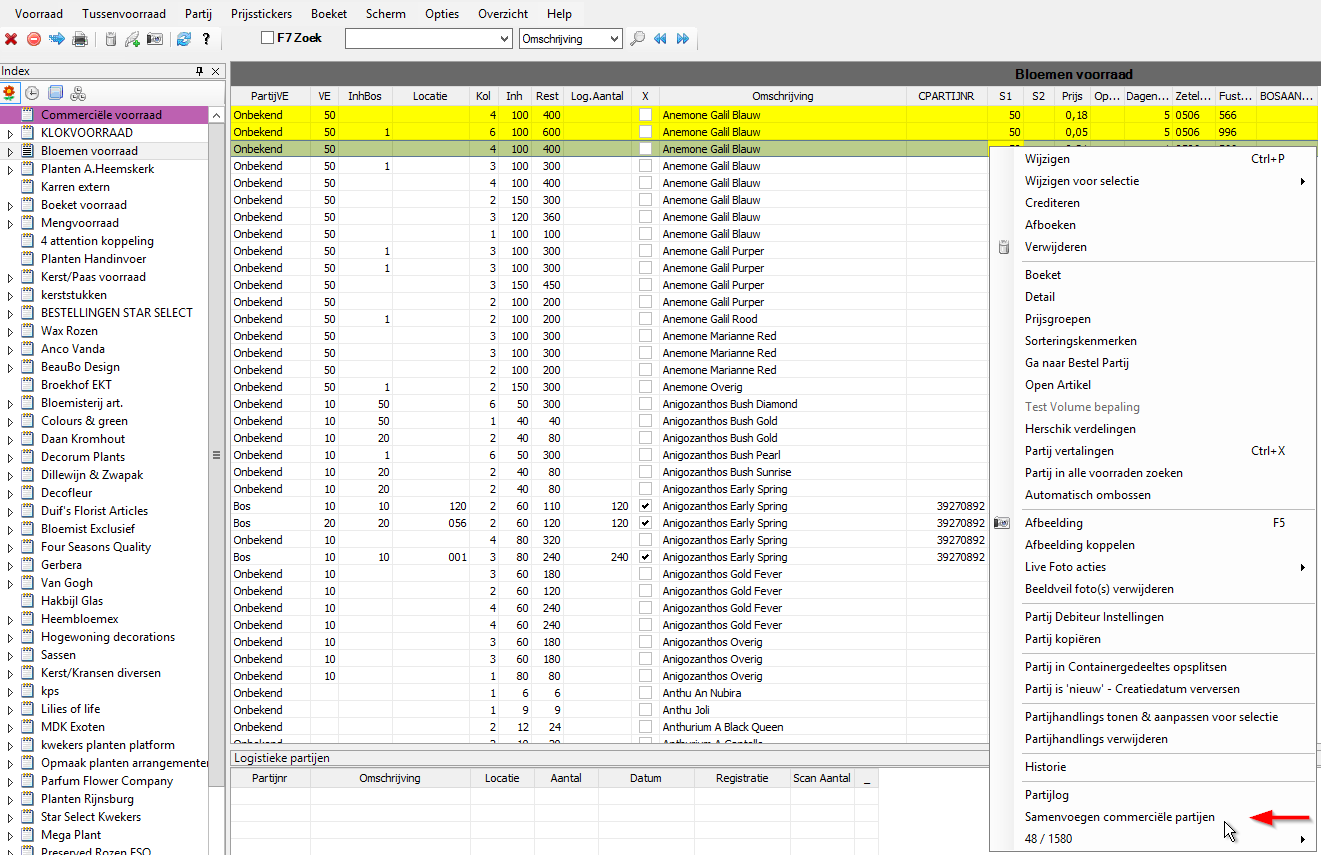 Voorraad Tussenvoorraad Partij Prijsstickers Boeket Scherm Opties Overzicht Help
F7 Zoek Omschrijving
Index
Commerciële voorraad
KLOKVOORRAAD
Bloemen voorraad
Planten A.Heemskerk
Karren extern
Boeket voorraad
Mengvoorraad
4 attention koppeling
Planten Handinvoer
Kerst/Paas voorraad
kerststukken
BESTELLINGEN STAR SELECT
Wax Rozen
Anco Vanda
BeauBo Design
Broekhof EKT
Bloemisterij art.
Colours & green
Daan Kromhout
Decorum Plants
Dillewijn & Zwapak
Decofleur
Duif's Florist Articles
Bloemist Exclusief
Four Seasons Quality
Gerbera
Van Gogh
Hakbijl Glas
Heembloemex
Hogewoning decorations
Sassen
Kerst/Kransen diversen
kps
Lilies of life
MDK Exoten
kwekers planten platform
Opmaak planten arrangementen
Parfum Flower Company
Planten Rijnsburg
Star Select Kwekers
Mega Plant
Preserved Rozen FSQ
Bloemen voorraad
PartijVE VE InhBos Locatie Kol Inh Rest Log.Aantal X Omschrijving CPARTIJNR S1 S2 Prijs Op... Dagen... Zetel... Fust... BOSAAN...
Onbekend 50 4 100 400 Anemone Galil Blauw 50 0,18 5 0506 566
Onbekend 50 1 6 100 600 Anemone Galil Blauw 50 0,05 5 0506 996
Onbekend 50 4 100 400 Anemone Galil Blauw
Onbekend 50 1 3 100 300 Anemone Galil Blauw
Onbekend 50 4 100 400 Anemone Galil Blauw
Onbekend 50 2 150 300 Anemone Galil Blauw
Onbekend 50 3 120 360 Anemone Galil Blauw
Onbekend 50 1 100 100 Anemone Galil Blauw
Onbekend 50 1 3 100 300 Anemone Galil Purper
Onbekend 50 1 3 100 300 Anemone Galil Purper
Onbekend 50 3 150 450 Anemone Galil Purper
Onbekend 50 2 100 200 Anemone Galil Purper
Onbekend 50 1 2 100 200 Anemone Galil Rood
Onbekend 50 3 100 300 Anemone Marianne Red
Onbekend 50 3 100 300 Anemone Marianne Red
Onbekend 50 2 100 200 Anemone Marianne Red
Onbekend 50 1 2 150 300 Anemone Overig
Onbekend 10 50 6 50 300 Anigozanthos Bush Diamond
Onbekend 10 50 1 40 40 Anigozanthos Bush Gold
Onbekend 10 20 2 40 80 Anigozanthos Bush Gold
Onbekend 10 1 6 50 300 Anigozanthos Bush Pearl
Onbekend 10 20 2 40 80 Anigozanthos Bush Sunrise
Onbekend 10 20 2 40 80 Anigozanthos Early Spring
Bos 10 10 120 2 60 110 120 Anigozanthos Early Spring 39270892
Bos 20 20 056 2 60 120 120 Anigozanthos Early Spring 39270892
Onbekend 10 4 80 320 Anigozanthos Early Spring 39270892
Bos 10 10 001 3 80 240 240 Anigozanthos Early Spring 39270892
Onbekend 10 3 60 180 Anigozanthos Gold Fever
Onbekend 10 2 60 120 Anigozanthos Gold Fever
Onbekend 10 4 60 240 Anigozanthos Gold Fever
Onbekend 10 4 60 240 Anigozanthos Gold Fever
Onbekend 10 3 60 180 Anigozanthos Overig
Onbekend 10 3 60 180 Anigozanthos Overig
Onbekend 10 1 80 80 Anigozanthos Overig
Onbekend 1 6 6 Anthu An Nubira
Onbekend 1 9 9 Anthu Joli
Onbekend 2 12 24 Anthurium A Black Queen
Logistieke partijen
Partijnr Omschrijving Locatie Aantal Datum Registratie Scan Aantal _
Wijzigen Ctrl+P
Wijzigen voor selectie
Crediteren
Afboeken
Verwijderen
Boeket
Detail
Prijsgroepen
Sorteringskenmerken
Ga naar Bestel Partij
Open Artikel
Test Volume bepaling
Herschik verdelingen
Partij vertalingen Ctrl+X
Partij in alle voorraden zoeken
Automatisch ombossen
Afbeelding F5
Afbeelding koppelen
Live Foto acties
Beeldveil foto(s) verwijderen
Partij Debiteur Instellingen
Partij kopiëren
Partij in Containergedeeltes opsplitsen
Partij is 'nieuw' - Creatiedatum verversen
Partijhandlings tonen & aanpassen voor selectie
Partijhandlings verwijderen
Historie
Partijlog
Samenvoegen commerciële partijen
48 / 1580